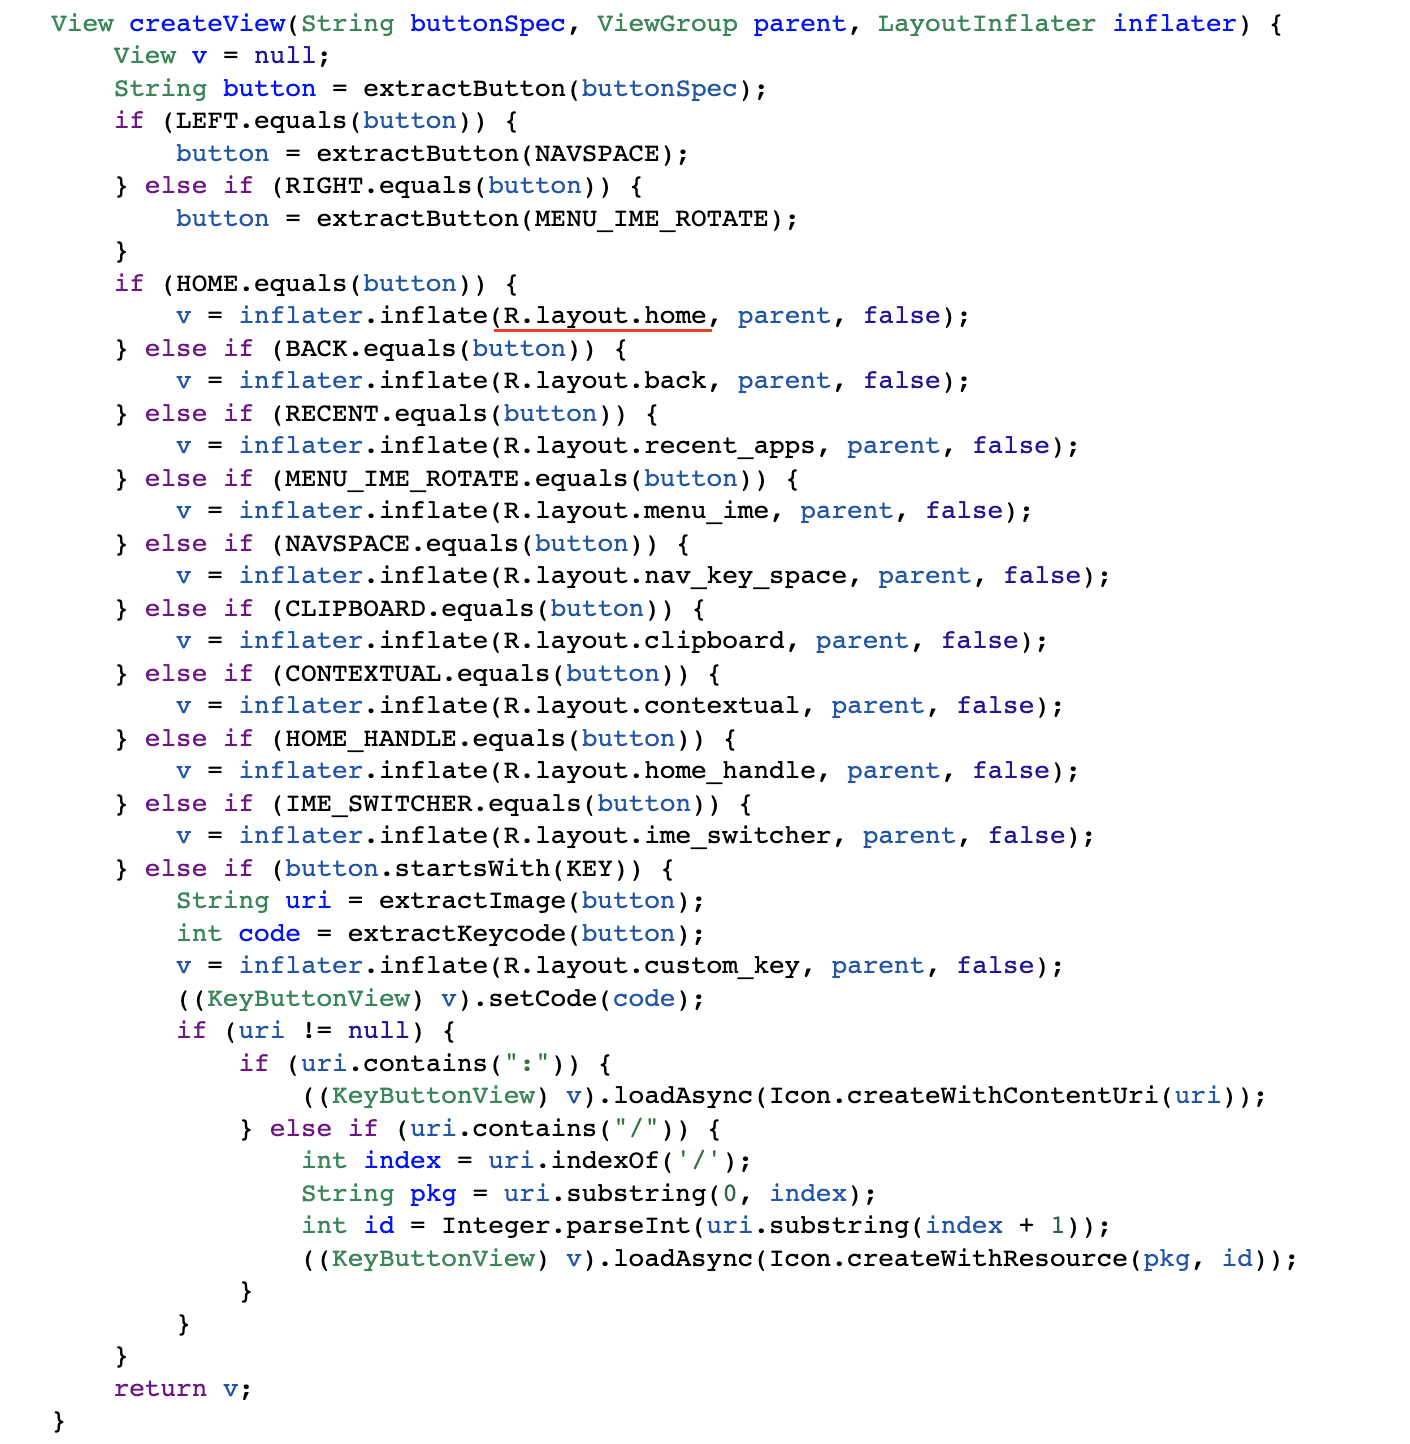 View createView(String buttonSpec, ViewGroup parent, LayoutInflater inflater) {
    View v = null;
    String button = extractButton(buttonSpec);
    if (LEFT.equals(button)) {
        button = extractButton(NAVSPACE);
    } else if (RIGHT.equals(button)) {
        button = extractButton(MENU_IME_ROTATE);
    }
    if (HOME.equals(button)) {
        v = inflater.inflate(R.layout.home, parent, false);
    } else if (BACK.equals(button)) {
        v = inflater.inflate(R.layout.back, parent, false);
    } else if (RECENT.equals(button)) {
        v = inflater.inflate(R.layout.recent_apps, parent, false);
    } else if (MENU_IME_ROTATE.equals(button)) {
        v = inflater.inflate(R.layout.menu_ime, parent, false);
    } else if (NAVSPACE.equals(button)) {
        v = inflater.inflate(R.layout.nav_key_space, parent, false);
    } else if (CLIPBOARD.equals(button)) {
        v = inflater.inflate(R.layout.clipboard, parent, false);
    } else if (CONTEXTUAL.equals(button)) {
        v = inflater.inflate(R.layout.contextual, parent, false);
    } else if (HOME_HANDLE.equals(button)) {
        v = inflater.inflate(R.layout.home_handle, parent, false);
    } else if (IME_SWITCHER.equals(button)) {
        v = inflater.inflate(R.layout.ime_switcher, parent, false);
    } else if (button.startsWith(KEY)) {
        String uri = extractImage(button);
        int code = extractKeycode(button);
        v = inflater.inflate(R.layout.custom_key, parent, false);
        ((KeyButtonView) v).setCode(code);
        if (uri != null) {
            if (uri.contains(":")) {
                ((KeyButtonView) v).loadAsync(Icon.createWithContentUri(uri));
            } else if (uri.contains("/")) {
                int index = uri.indexOf('/');
                String pkg = uri.substring(0, index);
                int id = Integer.parseInt(uri.substring(index + 1));
                ((KeyButtonView) v).loadAsync(Icon.createWithResource(pkg, id));
            }
        }
    }
    return v;
}